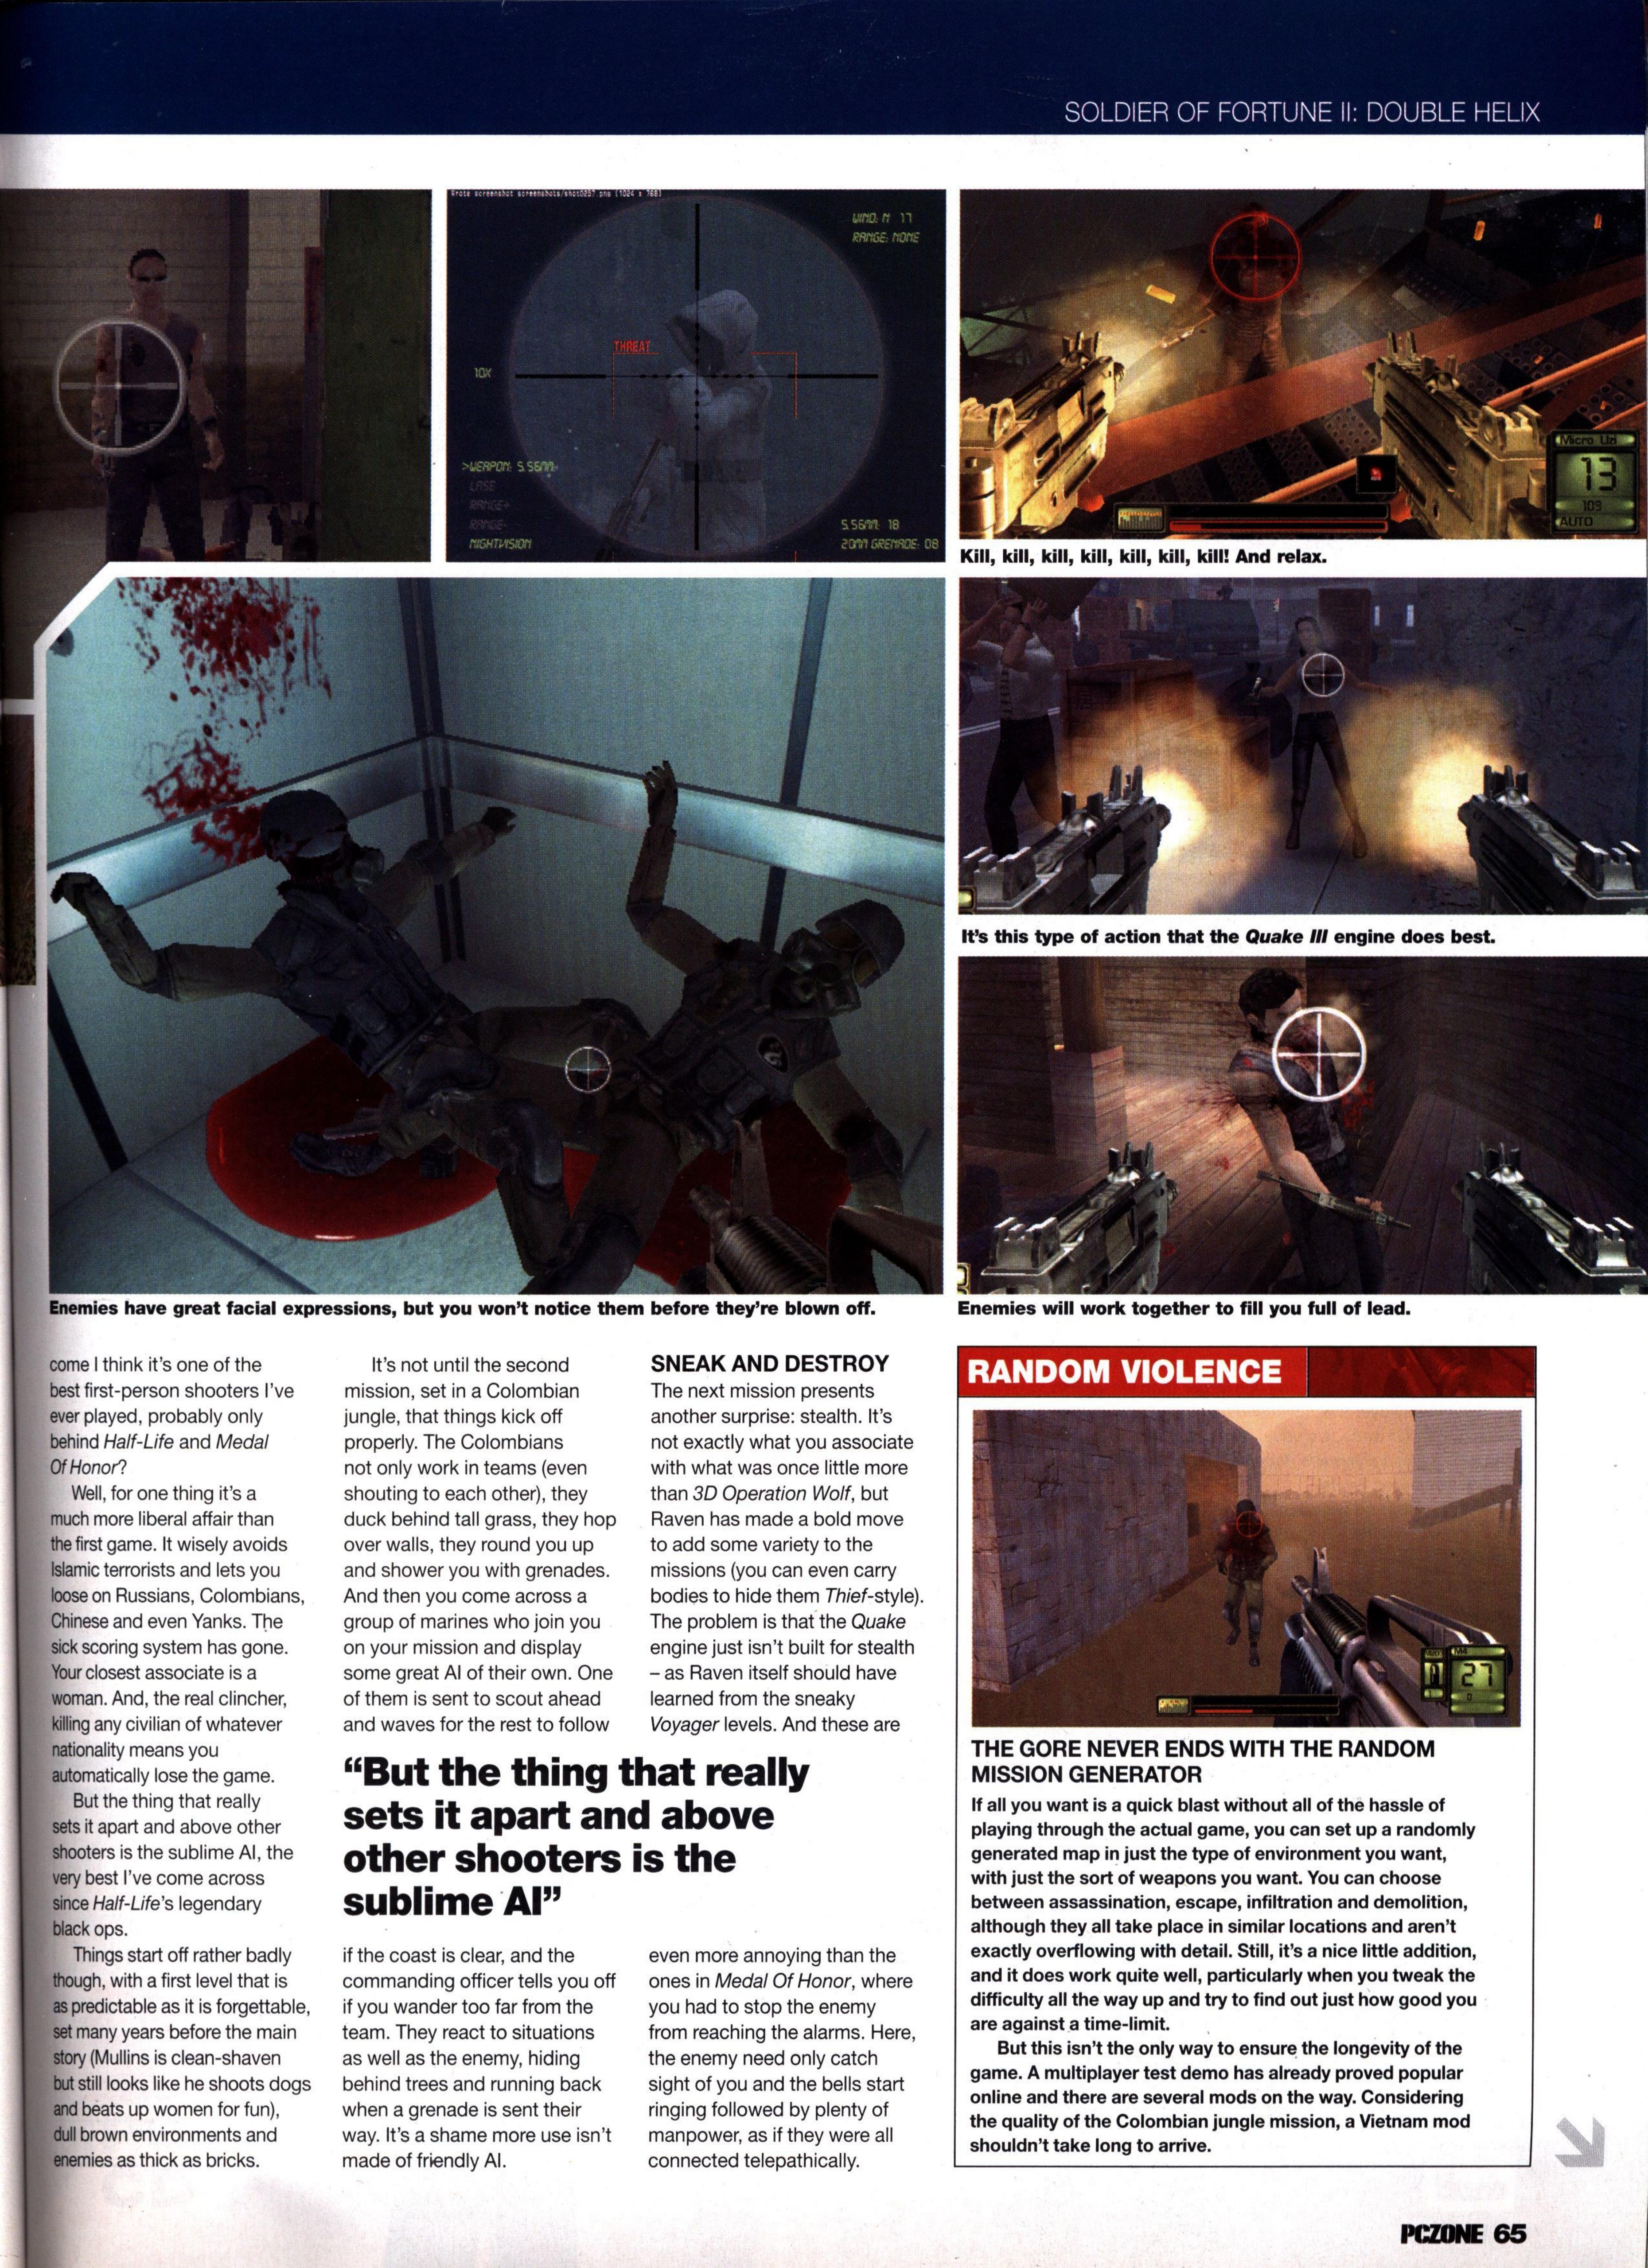 SOLDIER OF FORTUNE II: DOUBLE HELIX
Wrote screenshot screenshots/shot0257.png (1024 x 768)
WIND: N 17
RANGE: NONE
THREAT
10X
>WEAPON: 5.56MM
LASE
RANGE+
RANGE-
NIGHTVISION
5.56MM: 18
20MM GRENADE: 08
Micro Uzi
13
109
AUTO
Kill, kill, kill, kill, kill, kill, kill! And relax.
It's this type of action that the Quake III engine does best.
Enemies have great facial expressions, but you won't notice them before they're blown off.
Enemies will work together to fill you full of lead.
come I think it's one of the
best first-person shooters I've
ever played, probably only
behind Half-Life and Medal
Of Honor?
Well, for one thing it's a
much more liberal affair than
the first game. It wisely avoids
Islamic terrorists and lets you
loose on Russians, Colombians,
Chinese and even Yanks. The
sick scoring system has gone.
Your closest associate is a
woman. And, the real clincher,
killing any civilian of whatever
nationality means you
automatically lose the game.
But the thing that really
sets it apart and above other
shooters is the sublime AI, the
very best I've come across
since Half-Life's legendary
black ops.
Things start off rather badly
though, with a first level that is
as predictable as it is forgettable,
set many years before the main
story (Mullins is clean-shaven
but still looks like he shoots dogs
and beats up women for fun),
dull brown environments and
enemies as thick as bricks.
It's not until the second
mission, set in a Colombian
jungle, that things kick off
properly. The Colombians
not only work in teams (even
shouting to each other), they
duck behind tall grass, they hop
over walls, they round you up
and shower you with grenades.
And then you come across a
group of marines who join you
on your mission and display
some great AI of their own. One
of them is sent to scout ahead
and waves for the rest to follow
"But the thing that really
sets it apart and above
other shooters is the
sublime AI"
if the coast is clear, and the
commanding officer tells you off
if you wander too far from the
team. They react to situations
as well as the enemy, hiding
behind trees and running back
when a grenade is sent their
way. It's a shame more use isn't
made of friendly AI.
SNEAK AND DESTROY
The next mission presents
another surprise: stealth. It's
not exactly what you associate
with what was once little more
than 3D Operation Wolf, but
Raven has made a bold move
to add some variety to the
missions (you can even carry
bodies to hide them Thief-style).
The problem is that the Quake
engine just isn't built for stealth
– as Raven itself should have
learned from the sneaky
Voyager levels. And these are
even more annoying than the
ones in Medal Of Honor, where
you had to stop the enemy
from reaching the alarms. Here,
the enemy need only catch
sight of you and the bells start
ringing followed by plenty of
manpower, as if they were all
connected telepathically.
RANDOM VIOLENCE
M4
27
0
THE GORE NEVER ENDS WITH THE RANDOM
MISSION GENERATOR
If all you want is a quick blast without all of the hassle of
playing through the actual game, you can set up a randomly
generated map in just the type of environment you want,
with just the sort of weapons you want. You can choose
between assassination, escape, infiltration and demolition,
although they all take place in similar locations and aren't
exactly overflowing with detail. Still, it's a nice little addition,
and it does work quite well, particularly when you tweak the
difficulty all the way up and try to find out just how good you
are against a time-limit.
But this isn't the only way to ensure the longevity of the
game. A multiplayer test demo has already proved popular
online and there are several mods on the way. Considering
the quality of the Colombian jungle mission, a Vietnam mod
shouldn't take long to arrive.
PCZONE 65